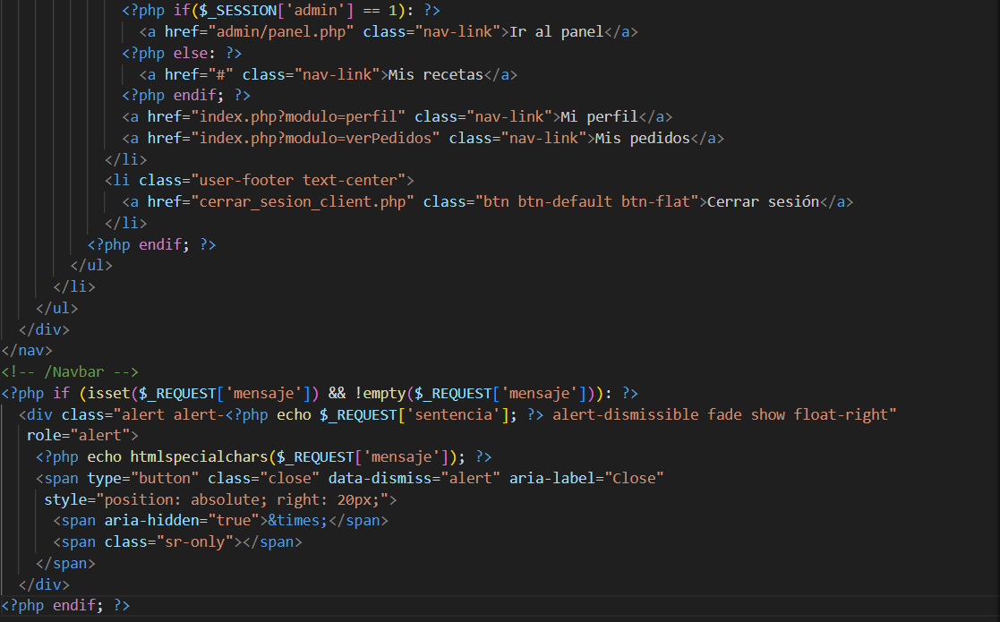 <?php if($_SESSION['admin'] == 1): ?>
<a href="admin/panel.php" class="nav-link">Ir al panel</a>
<?php else: ?>
<a href="#" class="nav-link">Mis recetas</a>
<?php endif; ?>
<a href="index.php?modulo=perfil" class="nav-link">Mi perfil</a>
<a href="index.php?modulo=verPedidos" class="nav-link">Mis pedidos</a>
</li>
<li class="user-footer text-center">
<a href="cerrar_sesion_client.php" class="btn btn-default btn-flat">Cerrar sesión</a>
</li>
<?php endif; ?>
</ul>
</li>
</ul>
</div>
</nav>
<!-- /Navbar -->
<?php if (isset($_REQUEST['mensaje']) && !empty($_REQUEST['mensaje'])): ?>
<div class="alert alert-<?php echo $_REQUEST['sentencia']; ?> alert-dismissible fade show float-right"
role="alert">
<?php echo htmlspecialchars($_REQUEST['mensaje']); ?>
<span type="button" class="close" data-dismiss="alert" aria-label="Close"
style="position: absolute; right: 20px;">
<span aria-hidden="true">&times;</span>
<span class="sr-only"></span>
</span>
</div>
<?php endif; ?>